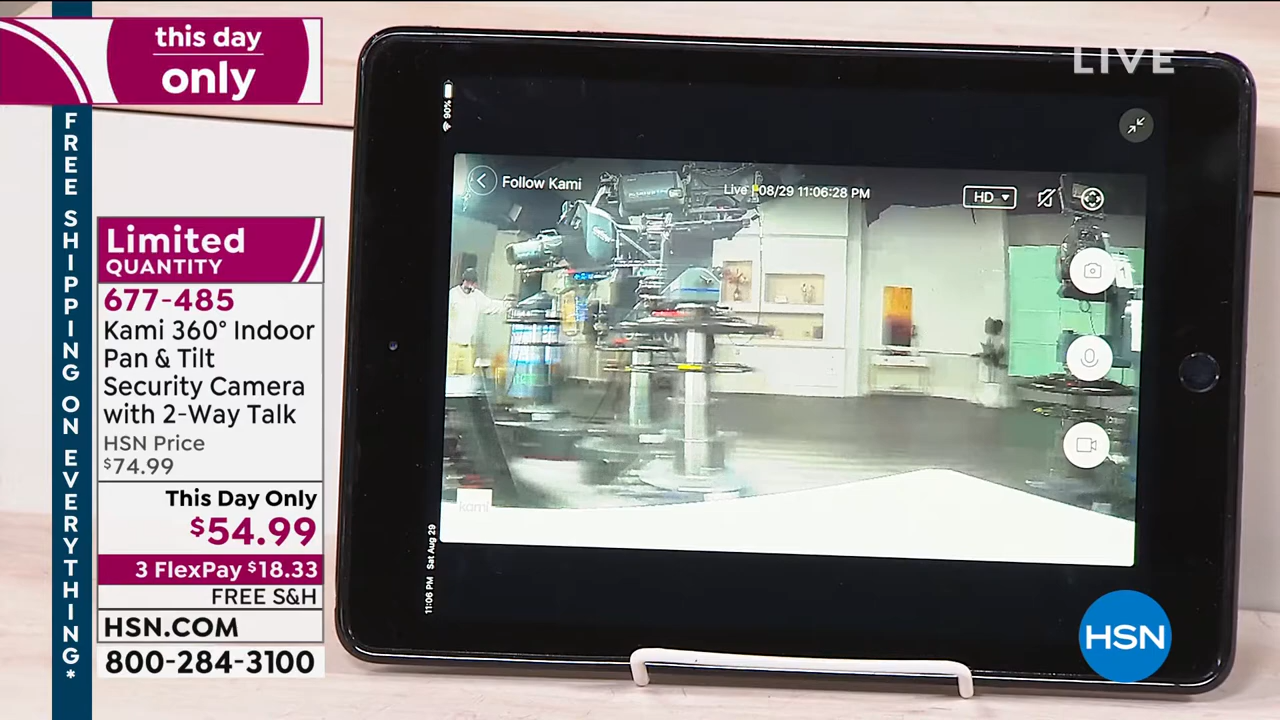 this day
only
FREE SHIPPING ON EVERYTHING*
Limited
QUANTITY
677-485
Kami 360° Indoor
Pan & Tilt
Security Camera
with 2-Way Talk
HSN Price
$74.99
This Day Only
$54.99
3 FlexPay $18.33
FREE S&H
HSN.COM
800-284-3100
LIVE
90%
Follow Kami
Live 08/29 11:06:28 PM
HD
1
kami
11:06 PM Sat Aug 29
HSN